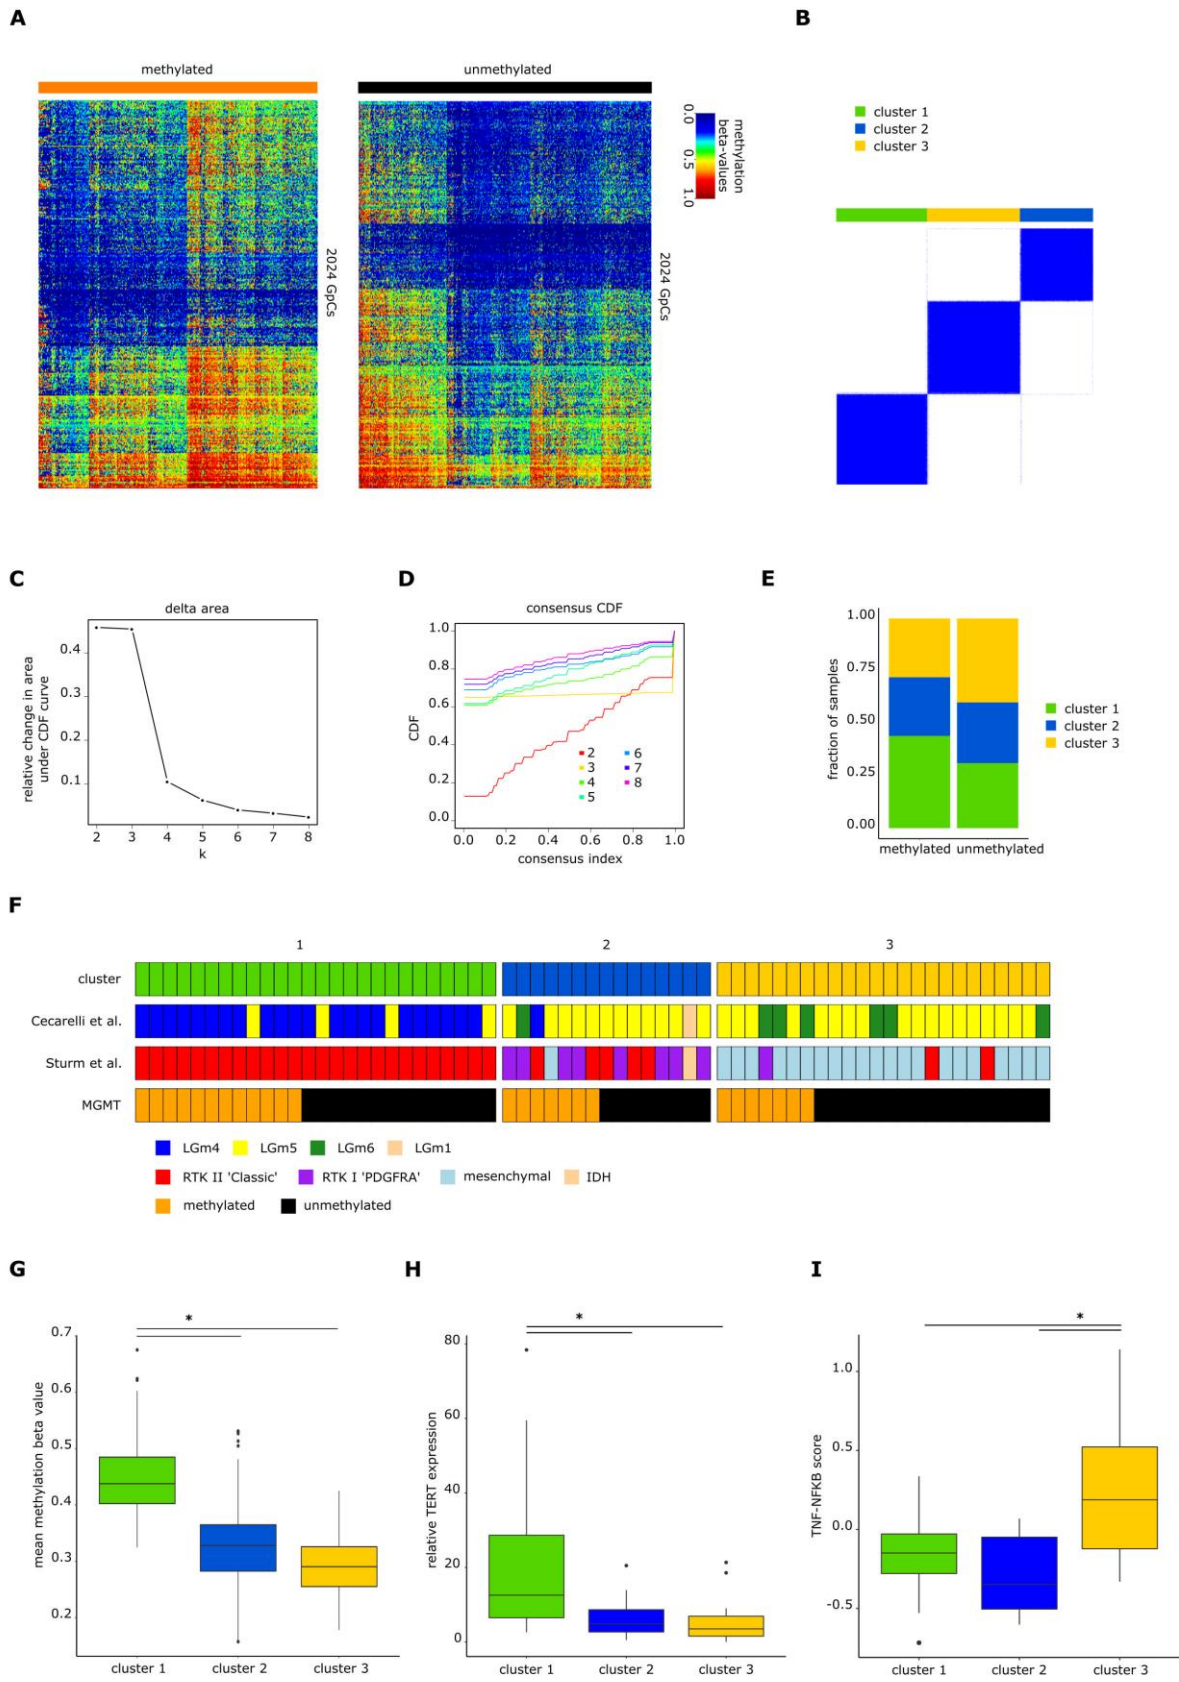 A
B
methylated
unmethylated
0.0
0.5
1.0
methylation
beta-values
2024 GpCs
2024 GpCs
cluster 1
cluster 2
cluster 3
C
delta area
relative change in area
under CDF curve
0.4
0.3
0.2
0.1
2 3 4 5 6 7 8
k
D
consensus CDF
CDF
1.0
0.8
0.6
0.4
0.2
0.0
2
3
4
5
6
7
8
0.0 0.2 0.4 0.6 0.8 1.0
consensus index
E
fraction of samples
1.00
0.75
0.50
0.25
0.00
methylated unmethylated
cluster 1
cluster 2
cluster 3
F
1 2 3
cluster
Cecarelli et al.
Sturm et al.
MGMT
LGm4 LGm5 LGm6 LGm1
RTK II 'Classic' RTK I 'PDGFRA' mesenchymal IDH
methylated unmethylated
G
*
mean methylation beta value
0.7
0.6
0.5
0.4
0.3
0.2
cluster 1 cluster 2 cluster 3
H
*
relative TERT expression
80
60
40
20
0
cluster 1 cluster 2 cluster 3
I
*
TNF-NFKB score
1.0
0.5
0.0
-0.5
cluster 1 cluster 2 cluster 3